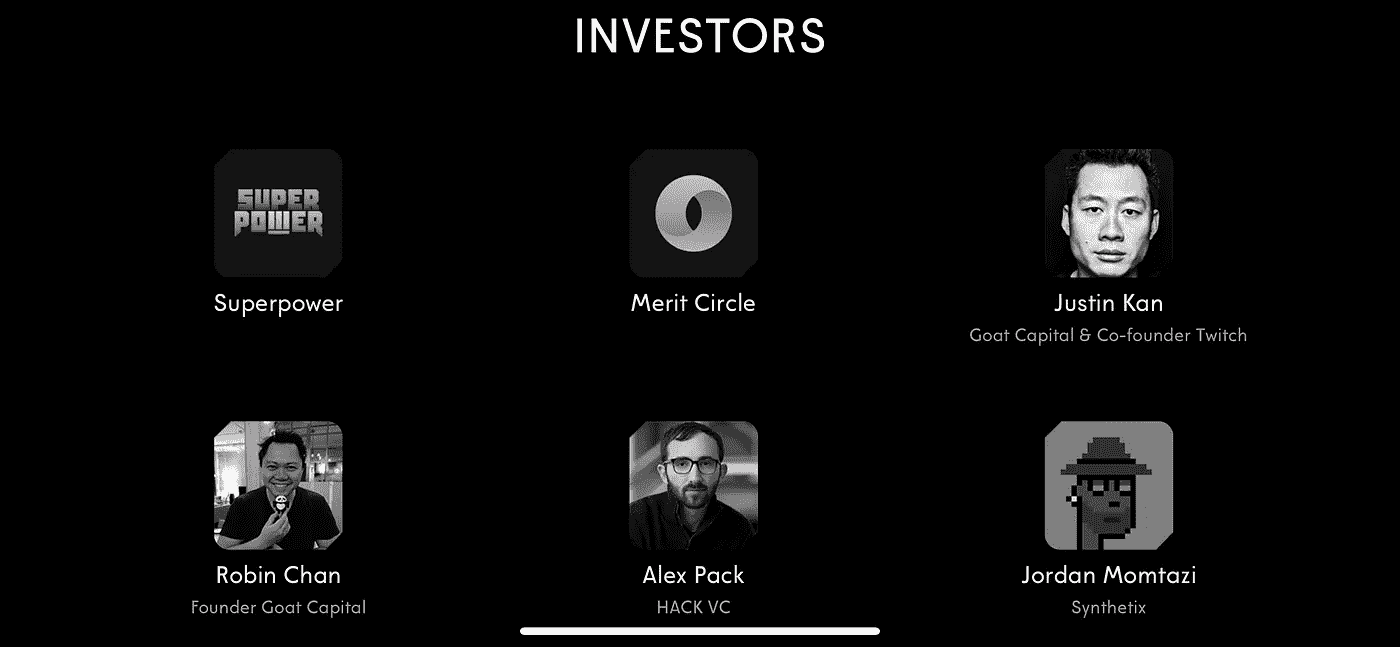 INVESTORS
SUPER
POWER
Superpower
Merit Circle
Justin Kan
Goat Capital & Co-founder Twitch
Robin Chan
Founder Goat Capital
Alex Pack
HACK VC
Jordan Momtazi
Synthetix